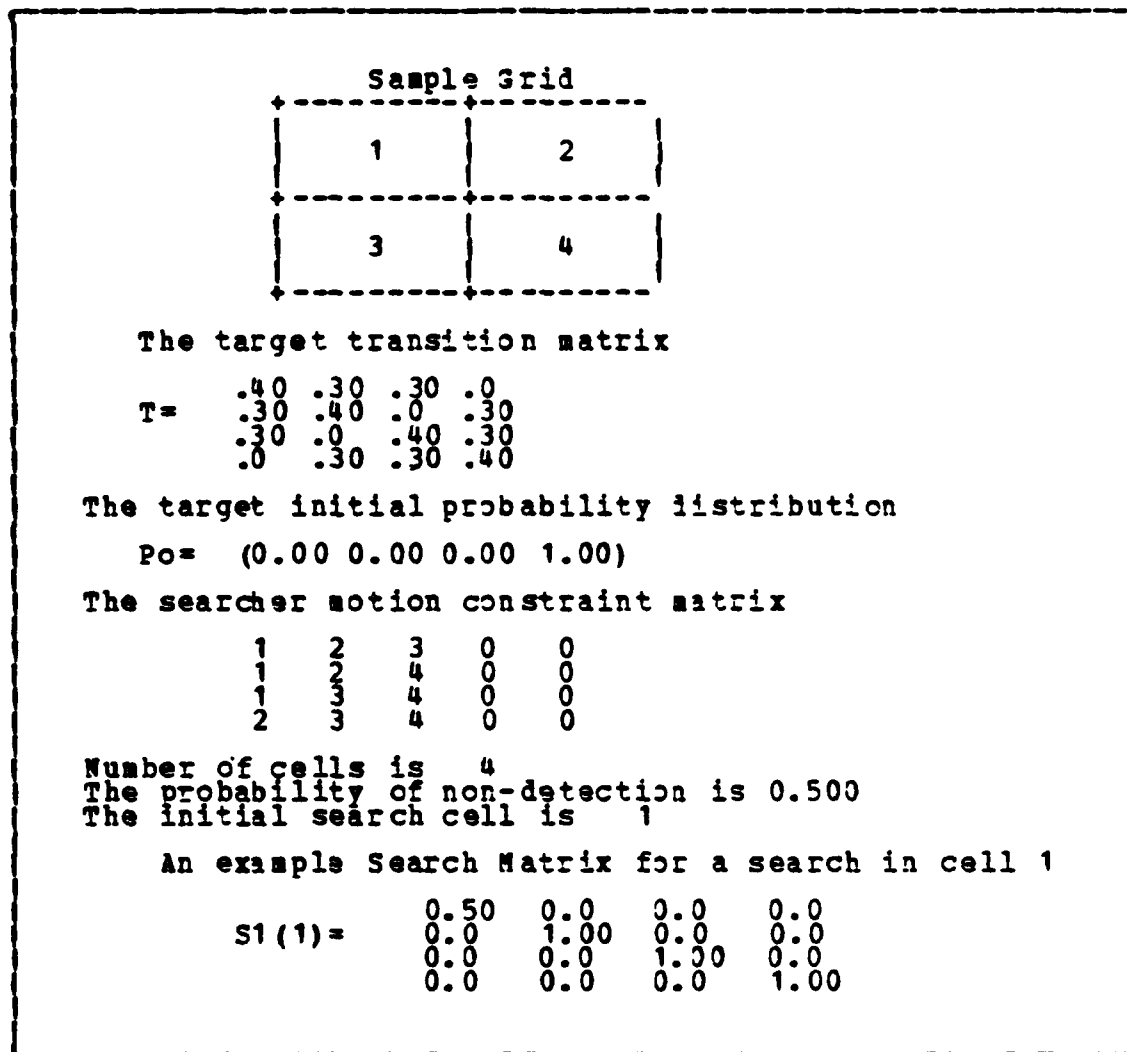 Sample Grid
1 2
3 4
The target transition matrix
T= .40 .30 .30 .0
.30 .40 .0 .30
.30 .0 .40 .30
.0 .30 .30 .40
The target initial probability distribution
Po= (0.00 0.00 0.00 1.00)
The searcher motion constraint matrix
1 2 3 0 0
1 2 4 0 0
1 3 4 0 0
2 3 4 0 0
Number of cells is 4
The probability of non-detection is 0.500
The initial search cell is 1
An example Search Matrix for a search in cell 1
0.50 0.0 0.0 0.0
S1(1)= 0.0 1.00 0.0 0.0
0.0 0.0 1.00 0.0
0.0 0.0 0.0 1.00